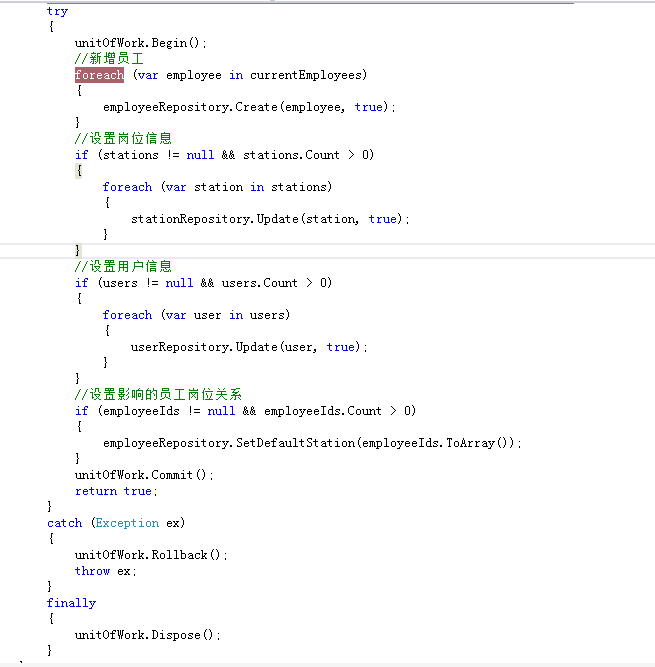 try
{
unitOfWork.Begin();
//新增员工
foreach (var employee in currentEmployees)
{
employeeRepository.Create(employee, true);
}
//设置岗位信息
if (stations != null && stations.Count > 0)
{
foreach (var station in stations)
{
stationRepository.Update(station, true);
}
}
//设置用户信息
if (users != null && users.Count > 0)
{
foreach (var user in users)
{
userRepository.Update(user, true);
}
}
//设置影响的员工岗位关系
if (employeeIds != null && employeeIds.Count > 0)
{
employeeRepository.SetDefaultStation(employeeIds.ToArray());
}
unitOfWork.Commit();
return true;
}
catch (Exception ex)
{
unitOfWork.Rollback();
throw ex;
}
finally
{
unitOfWork.Dispose();
}